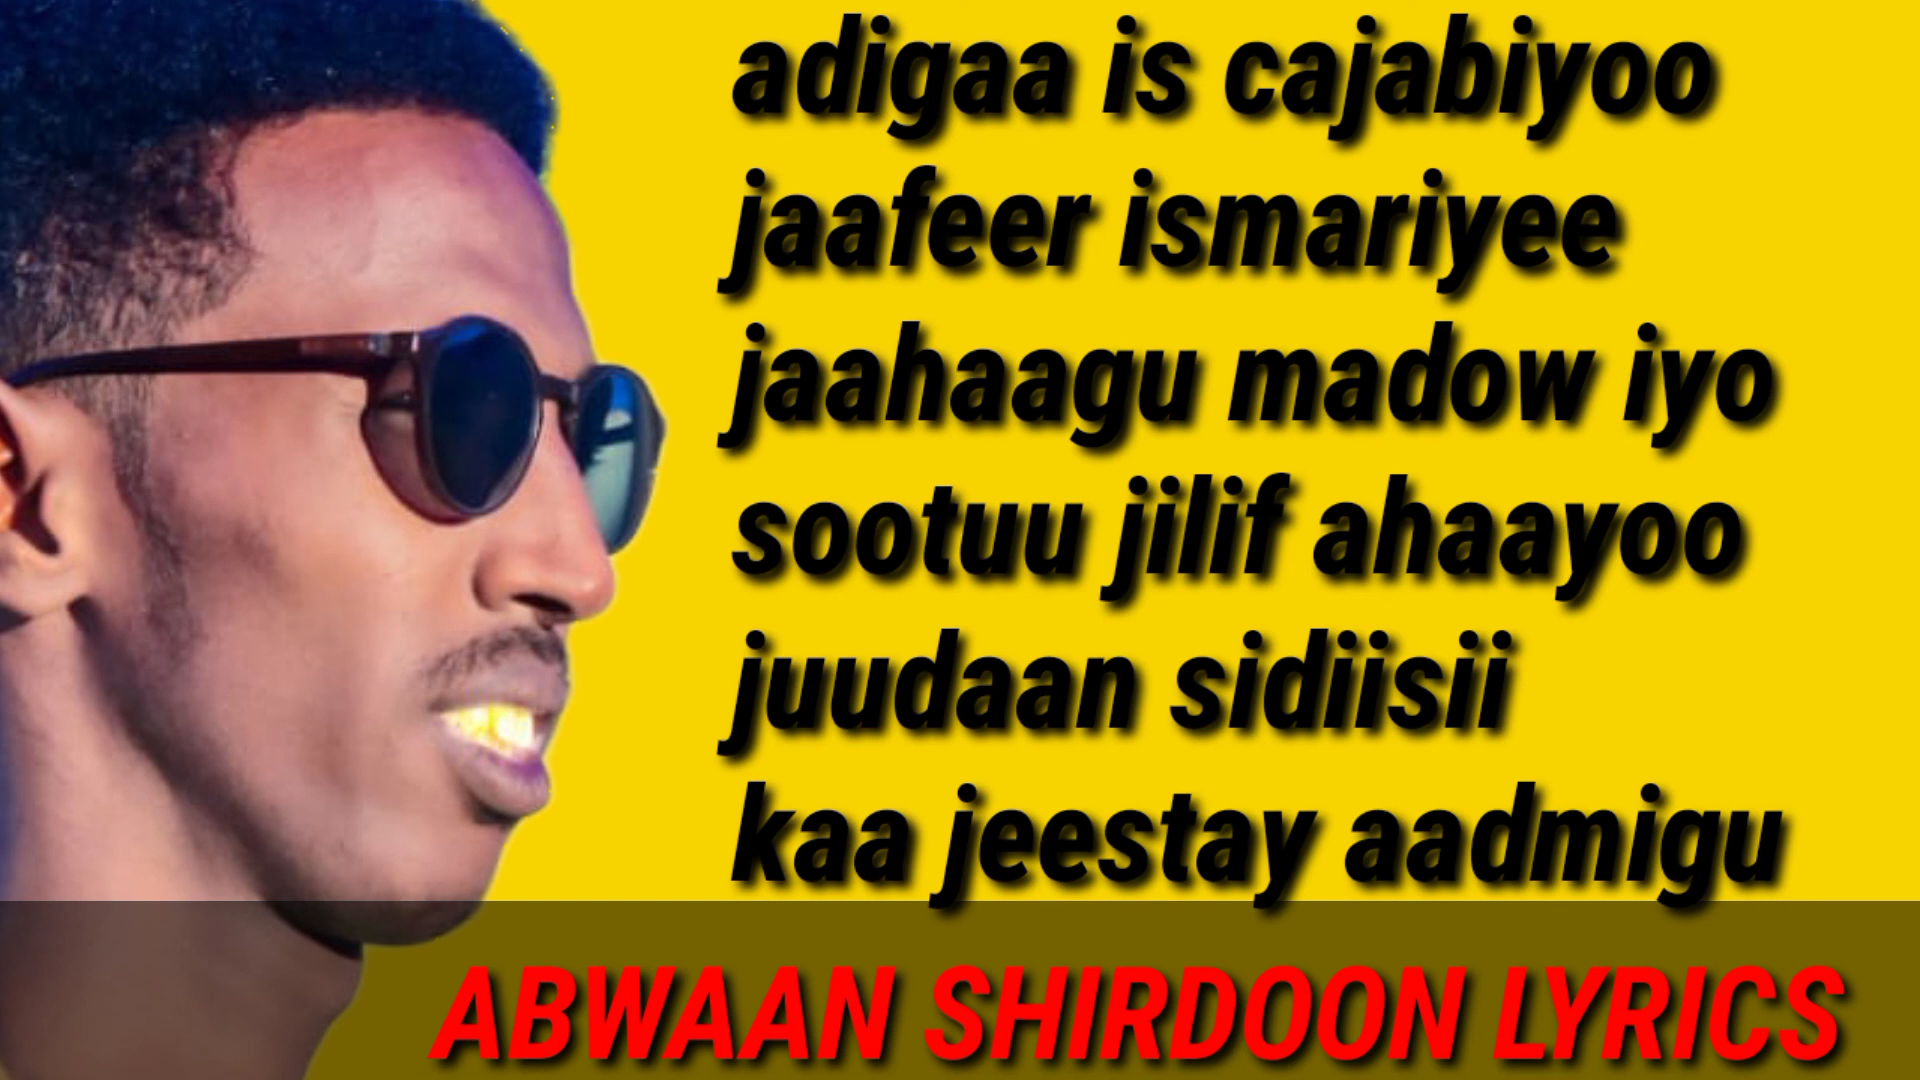 adigaa is cajabiyoo
jaafeer ismariyee
jaahaagu madow iyo
sootuu jilif ahaayoo
juudaan sidiisii
kaa jeestay aadmigu
ABWAAN SHIRDOON LYRICS